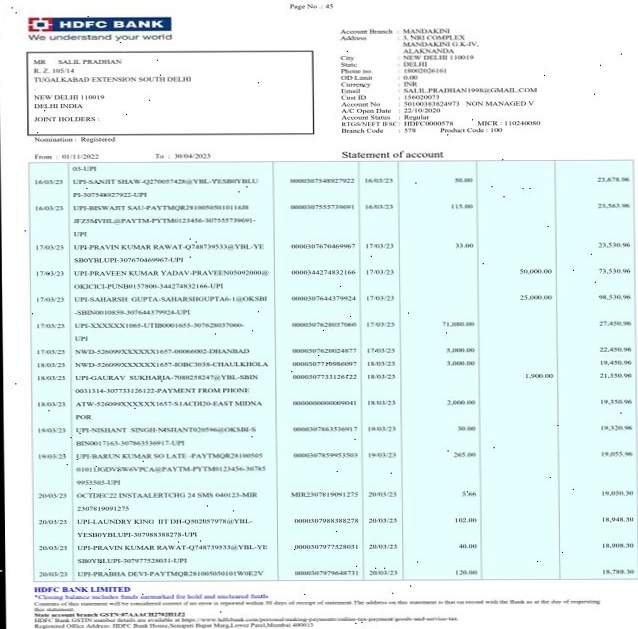 Page No .: 45
HDFC BANK
We understand your world
MR SALIL PRADHAN
R. Z. 105/14
TUGALKABAD EXTENSION SOUTH DELHI
NEW DELHI 110019
DELHI INDIA
JOINT HOLDERS :
Nomination : Registered
Account Branch : MANDAKINI
Address : 3, NRI COMPLEX
MANDAKINI G.K-IV,
ALAKNANDA
City : NEW DELHI 110019
State : DELHI
Phone no. : 18002026161
OD Limit : 0.00
Currency : INR
Email : SALIL.PRADHAN1998@GMAIL.COM
Cust ID : 156020073
Account No : 50100383824973 NON MANAGED V
A/C Open Date : 22/10/2020
Account Status : Regular
RTGS/NEFT IFSC: HDFC0000578 MICR : 110240080
Branch Code : 578 Product Code : 100
From : 01/11/2022 To : 30/04/2023 Statement of account
03-UPI
16/03/23 UPI-SANJIT SHAW-Q270057428@YBL-YESB0YBLU 0000307548927922 16/03/23 50.00 23,678.96
PI-307548927922-UPI
16/03/23 UPI-BISWAJIT SAU-PAYTMQR2810050501011638 0000307555739691 16/03/23 115.00 23,563.96
JFZ5MVHL@PAYTM-PYTM0123456-307555739691-
UPI
17/03/23 UPI-PRAVIN KUMAR RAWAT-Q748739533@YBL-YE 0000307670469967 17/03/23 33.00 23,530.96
SB0YBLUPI-307670469967-UPI
17/03/23 UPI-PRAVEEN KUMAR YADAV-PRAVEEN05092000@ 0000344274832166 17/03/23 50,000.00 73,530.96
OKICICI-PUNB0157800-344274832166-UPI
17/03/23 UPI-SAHARSH GUPTA-SAHARSHGUPTA6-1@OKSBI 0000307644379924 17/03/23 25,000.00 98,530.96
-SBIN0010859-307644379924-UPI
17/03/23 UPI-XXXXXX1065-UTIB0001655-307628037060- 0000307628037060 17/03/23 71,080.00 27,450.96
UPI
17/03/23 NWD-526099XXXXXX1657-00066002-DHANBAD 0000307620024877 17/03/23 5,000.00 22,450.96
18/03/23 NWD-526099XXXXXX1657-IOBC3038-CHAULKHOLA 18/03/23 3,000.00 19,450.96
18/03/23 UPI-GAURAV SUKHARIA-7080258247@YBL-SBIN 0000307733126122 18/03/23 1,900.00 21,350.96
0031314-307733126122-PAYMENT FROM PHONE
18/03/23 ATW-526099XXXXXX1657-S1ACDI20-EAST MIDNA 0000000000009041 18/03/23 2,000.00 19,350.96
POR
19/03/23 UPI-NISHANT SINGH-NISHANT020596@OKSBI-S 0000307863536917 19/03/23 30.00 19,320.96
BIN0017163-307863536917-UPI
19/03/23 UPI-BARUN KUMAR SO LATE -PAYTMQR28100505 0000307859953503 19/03/23 265.00 19,055.96
01011JGDVSW6VPCA@PAYTM-PYTM0123456-30785
9953503-UPI
20/03/23 OCTDEC22 INSTAALERTCHG 24 SMS 040123-MIR MIR2307819091275 20/03/23 5.66 19,050.30
2307819091275
20/03/23 UPI-LAUNDRY KING IIT DH-Q502057978@YBL- 0000307988388278 20/03/23 102.00 18,948.30
YESB0YBLUPI-307988388278-UPI
20/03/23 UPI-PRAVIN KUMAR RAWAT-Q748739533@YBL-YE 0000307977528031 20/03/23 40.00 18,908.30
SB0YBLUPI-307977528031-UPI
20/03/23 UPI-PRABHA DEVI-PAYTMQR281005050101W0E2V 0000307979648731 20/03/23 120.00 18,788.30
HDFC BANK LIMITED
*Closing balance includes funds earmarked for hold and uncleared funds
Contents of this statement will be considered correct if no error is reported within 30 days of receipt of statement.The address on this statement is that on record with the Bank as at the day of requesting
this statement.
State account branch GSTN:07AAACH2702H1Z2
HDFC Bank GSTIN number details are available at https://www.hdfcbank.com/personal/making-payments/online-tax-payment/goods-and-service-tax.
Registered Office Address: HDFC Bank House,Senapati Bapat Marg,Lower Parel,Mumbai 400013